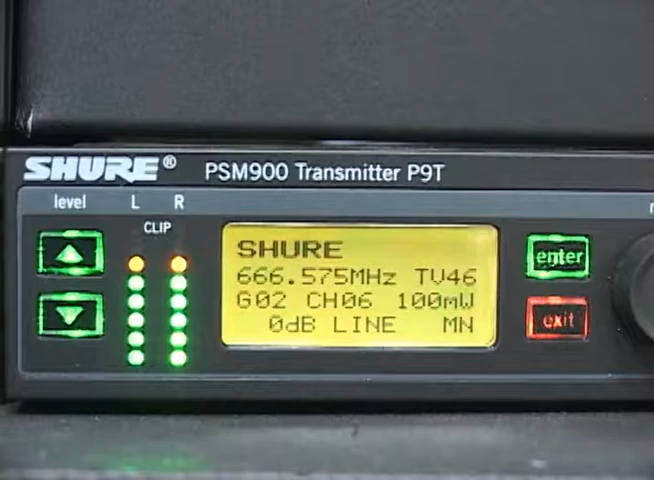 SHURE® PSM900 Transmitter P9T
level L R
CLIP
SHURE
666.575MHz TV46
G02 CH06 100mW
0dB LINE MN
enter
exit